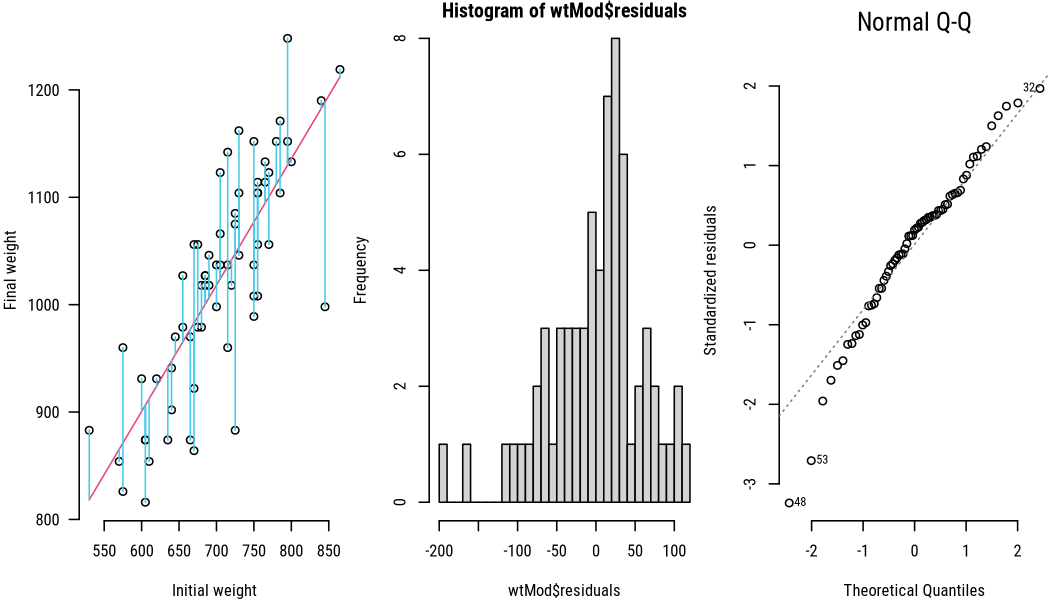 Final weight
800
900
1000
1100
1200
550 600 650 700 750 800 850
Initial weight
Histogram of wtMod$residuals
Frequency
0
2
4
6
8
-200 -100 -50 0 50 100
wtMod$residuals
Normal Q-Q
Standardized residuals
-3
-2
-1
0
1
2
32
53
48
-2 -1 0 1 2
Theoretical Quantiles